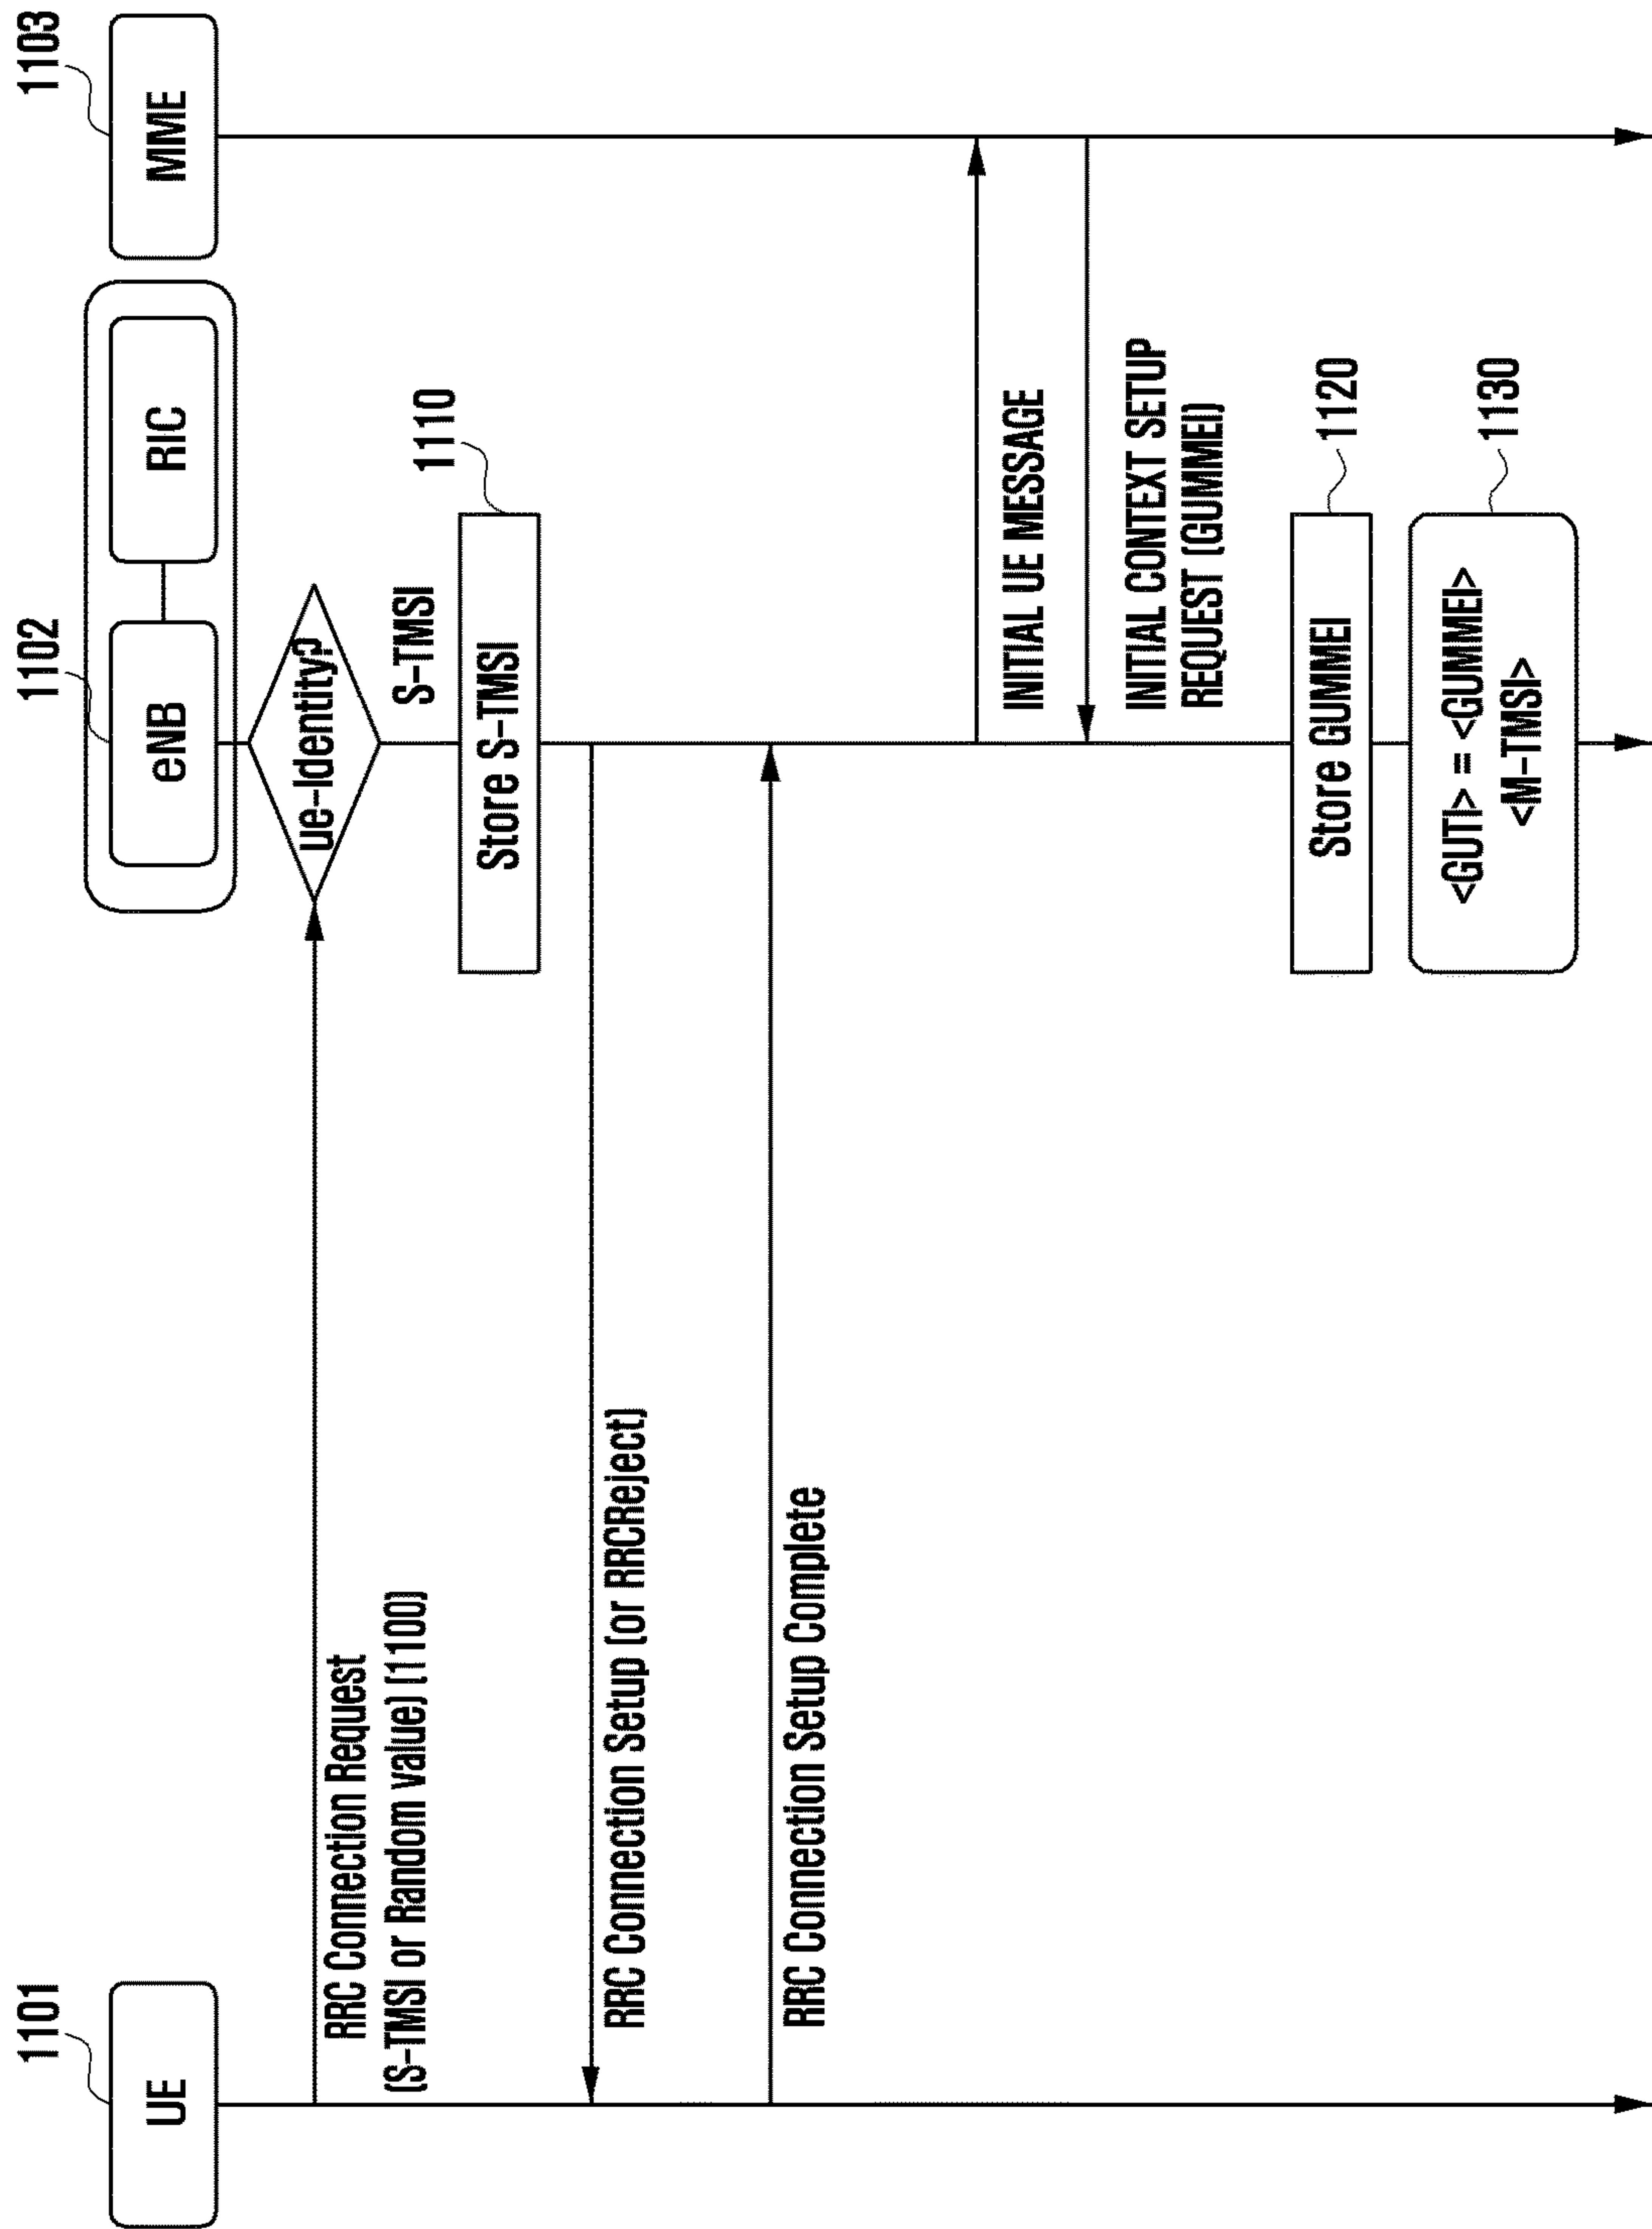 1101
1102
1103
UE
eNB
RIC
MME
ue-Identity?
RRC Connection Request
(S-TMSI or Random value) (1100)
S-TMSI
1110
Store S-TMSI
RRC Connection Setup (or RRCReject)
RRC Connection Setup Complete
INITIAL UE MESSAGE
INITIAL CONTEXT SETUP
REQUEST (GUMMEI)
Store GUMMEI
1120
<GUTI> = <GUMMEI>
<M-TMSI>
1130